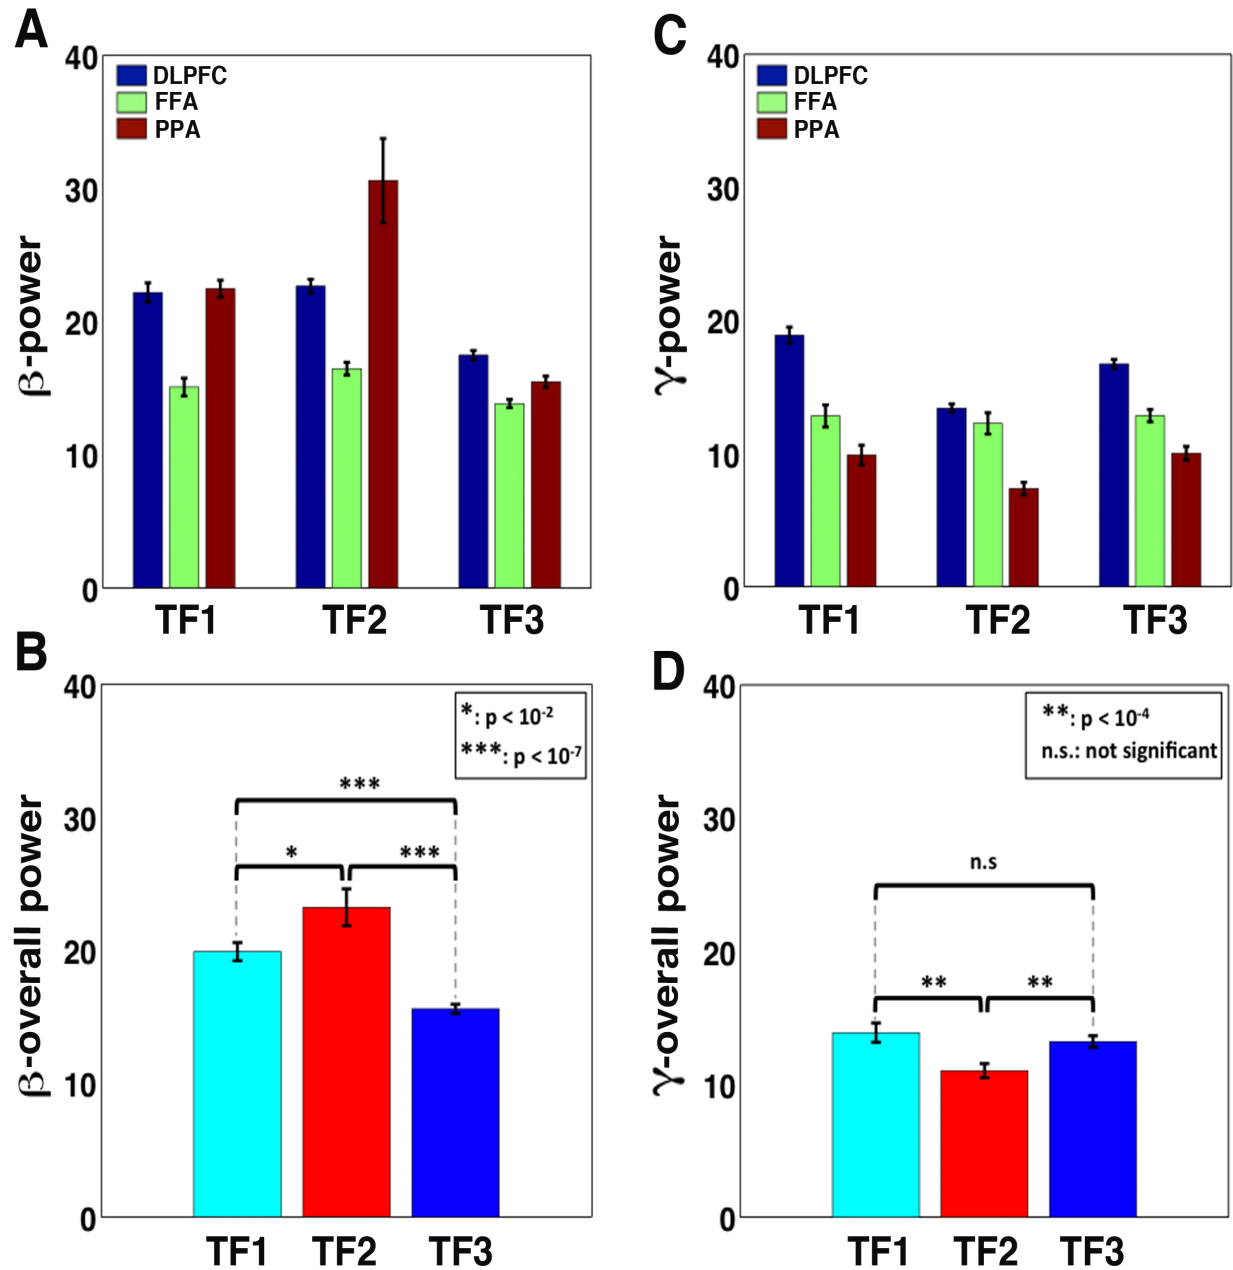 A
40
30
20
10
0
β-power
DLPFC
FFA
PPA
TF1 TF2 TF3
C
40
30
20
10
0
γ-power
DLPFC
FFA
PPA
TF1 TF2 TF3
B
40
30
20
10
0
β-overall power
*: p < 10-2
***: p < 10-7
***
* ***
TF1 TF2 TF3
D
40
30
20
10
0
γ-overall power
**: p < 10-4
n.s.: not significant
n.s
** **
TF1 TF2 TF3